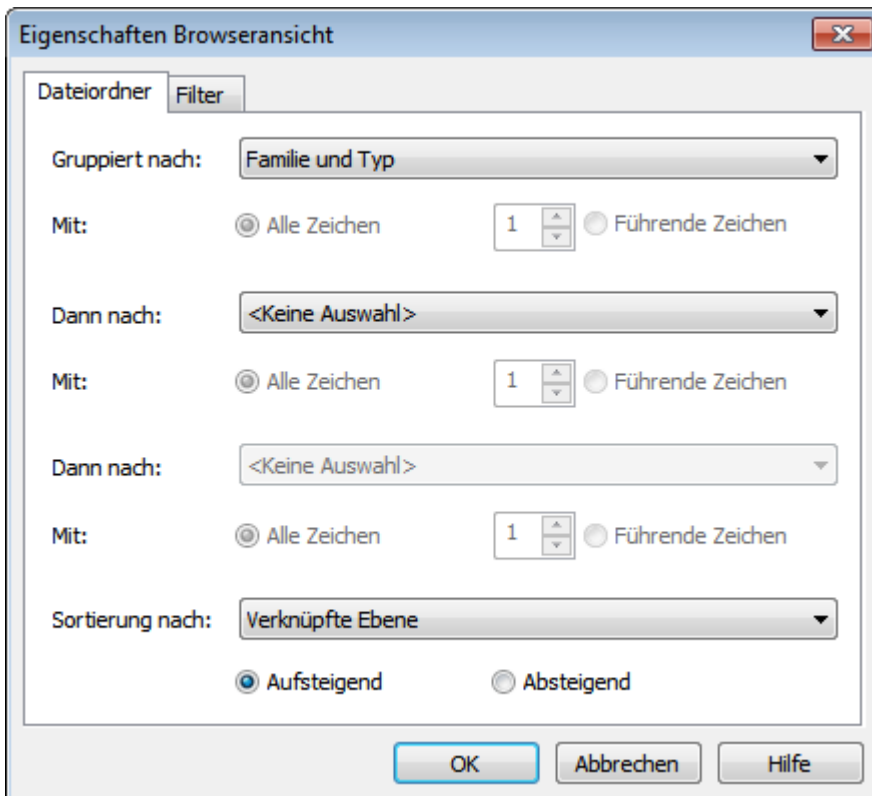 Eigenschaften Browseransicht
Dateiordner Filter
Gruppiert nach: Familie und Typ
Mit: Alle Zeichen 1 Führende Zeichen
Dann nach: <Keine Auswahl>
Mit: Alle Zeichen 1 Führende Zeichen
Dann nach: <Keine Auswahl>
Mit: Alle Zeichen 1 Führende Zeichen
Sortierung nach: Verknüpfte Ebene
Aufsteigend Absteigend
OK Abbrechen Hilfe